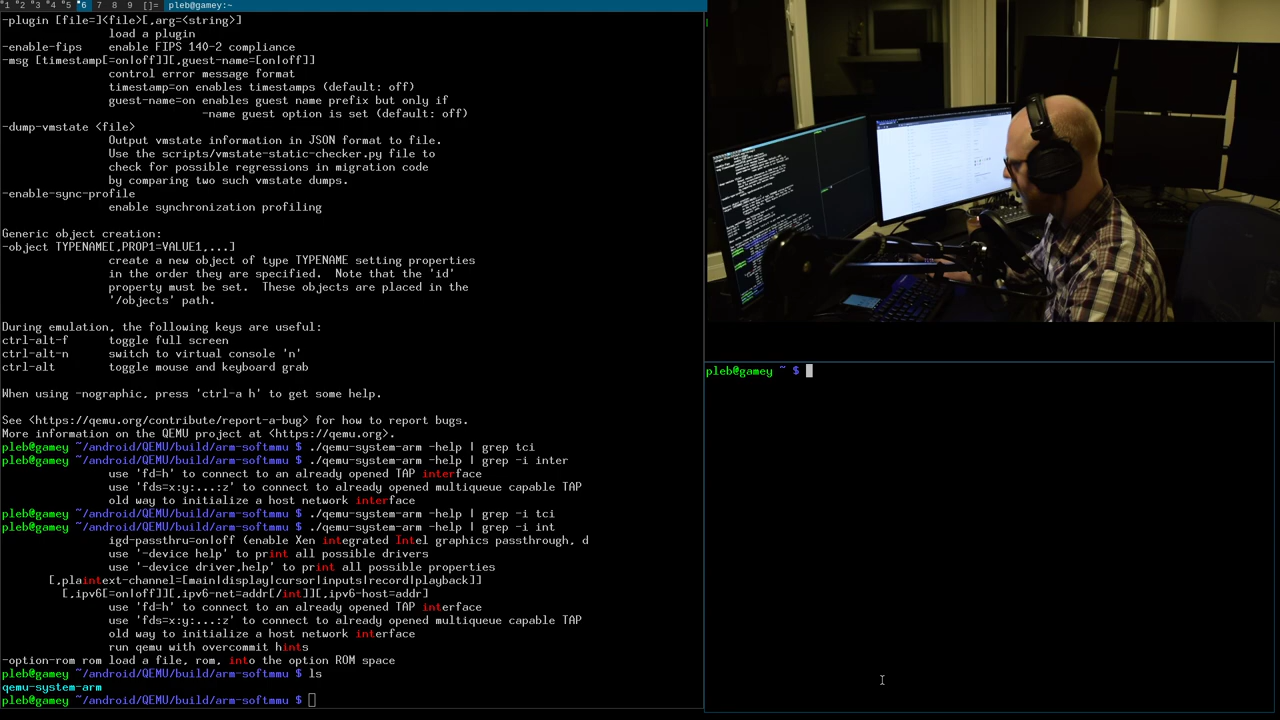 1 2 3 4 5 6 7 8 9 []= pleb@gamey:~
-plugin [file=]<file>[,arg=<string>]
load a plugin
-enable-fips enable FIPS 140-2 compliance
-msg [timestamp[=on|off]][,guest-name=[on|off]]
control error message format
timestamp=on enables timestamps (default: off)
guest-name=on enables guest name prefix but only if
-name guest option is set (default: off)
-dump-vmstate <file>
Output vmstate information in JSON format to file.
Use the scripts/vmstate-static-checker.py file to
check for possible regressions in migration code
by comparing two such vmstate dumps.
-enable-sync-profile
enable synchronization profiling
Generic object creation:
-object TYPENAME[,PROP1=VALUE1,...]
create a new object of type TYPENAME setting properties
in the order they are specified.  Note that the 'id'
property must be set.  These objects are placed in the
'/objects' path.
During emulation, the following keys are useful:
ctrl-alt-f toggle full screen
ctrl-alt-n switch to virtual console 'n'
ctrl-alt toggle mouse and keyboard grab
When using -nographic, press 'ctrl-a h' to get some help.
See <https://qemu.org/contribute/report-a-bug> for how to report bugs.
More information on the QEMU project at <https://qemu.org>.
pleb@gamey ~/android/QEMU/build/arm-softmmu $ ./qemu-system-arm -help | grep tci
pleb@gamey ~/android/QEMU/build/arm-softmmu $ ./qemu-system-arm -help | grep -i inter
use 'fd=h' to connect to an already opened TAP interface
use 'fds=x:y:...:z' to connect to already opened multiqueue capable TAP
old way to initialize a host network interface
pleb@gamey ~/android/QEMU/build/arm-softmmu $ ./qemu-system-arm -help | grep -i tci
pleb@gamey ~/android/QEMU/build/arm-softmmu $ ./qemu-system-arm -help | grep -i int
igd-passthru=on|off (enable Xen integrated Intel graphics passthrough, d
use '-device help' to print all possible drivers
use '-device driver,help' to print all possible properties
[,plaintext-channel=[main|display|cursor|inputs|record|playback]]
[,ipv6[=on|off]][,ipv6-net=addr[/int]][,ipv6-host=addr]
use 'fd=h' to connect to an already opened TAP interface
use 'fds=x:y:...:z' to connect to already opened multiqueue capable TAP
old way to initialize a host network interface
run qemu with overcommit hints
-option-rom rom load a file, rom, into the option ROM space
pleb@gamey ~/android/QEMU/build/arm-softmmu $ ls
qemu-system-arm
pleb@gamey ~/android/QEMU/build/arm-softmmu $
pleb@gamey ~ $